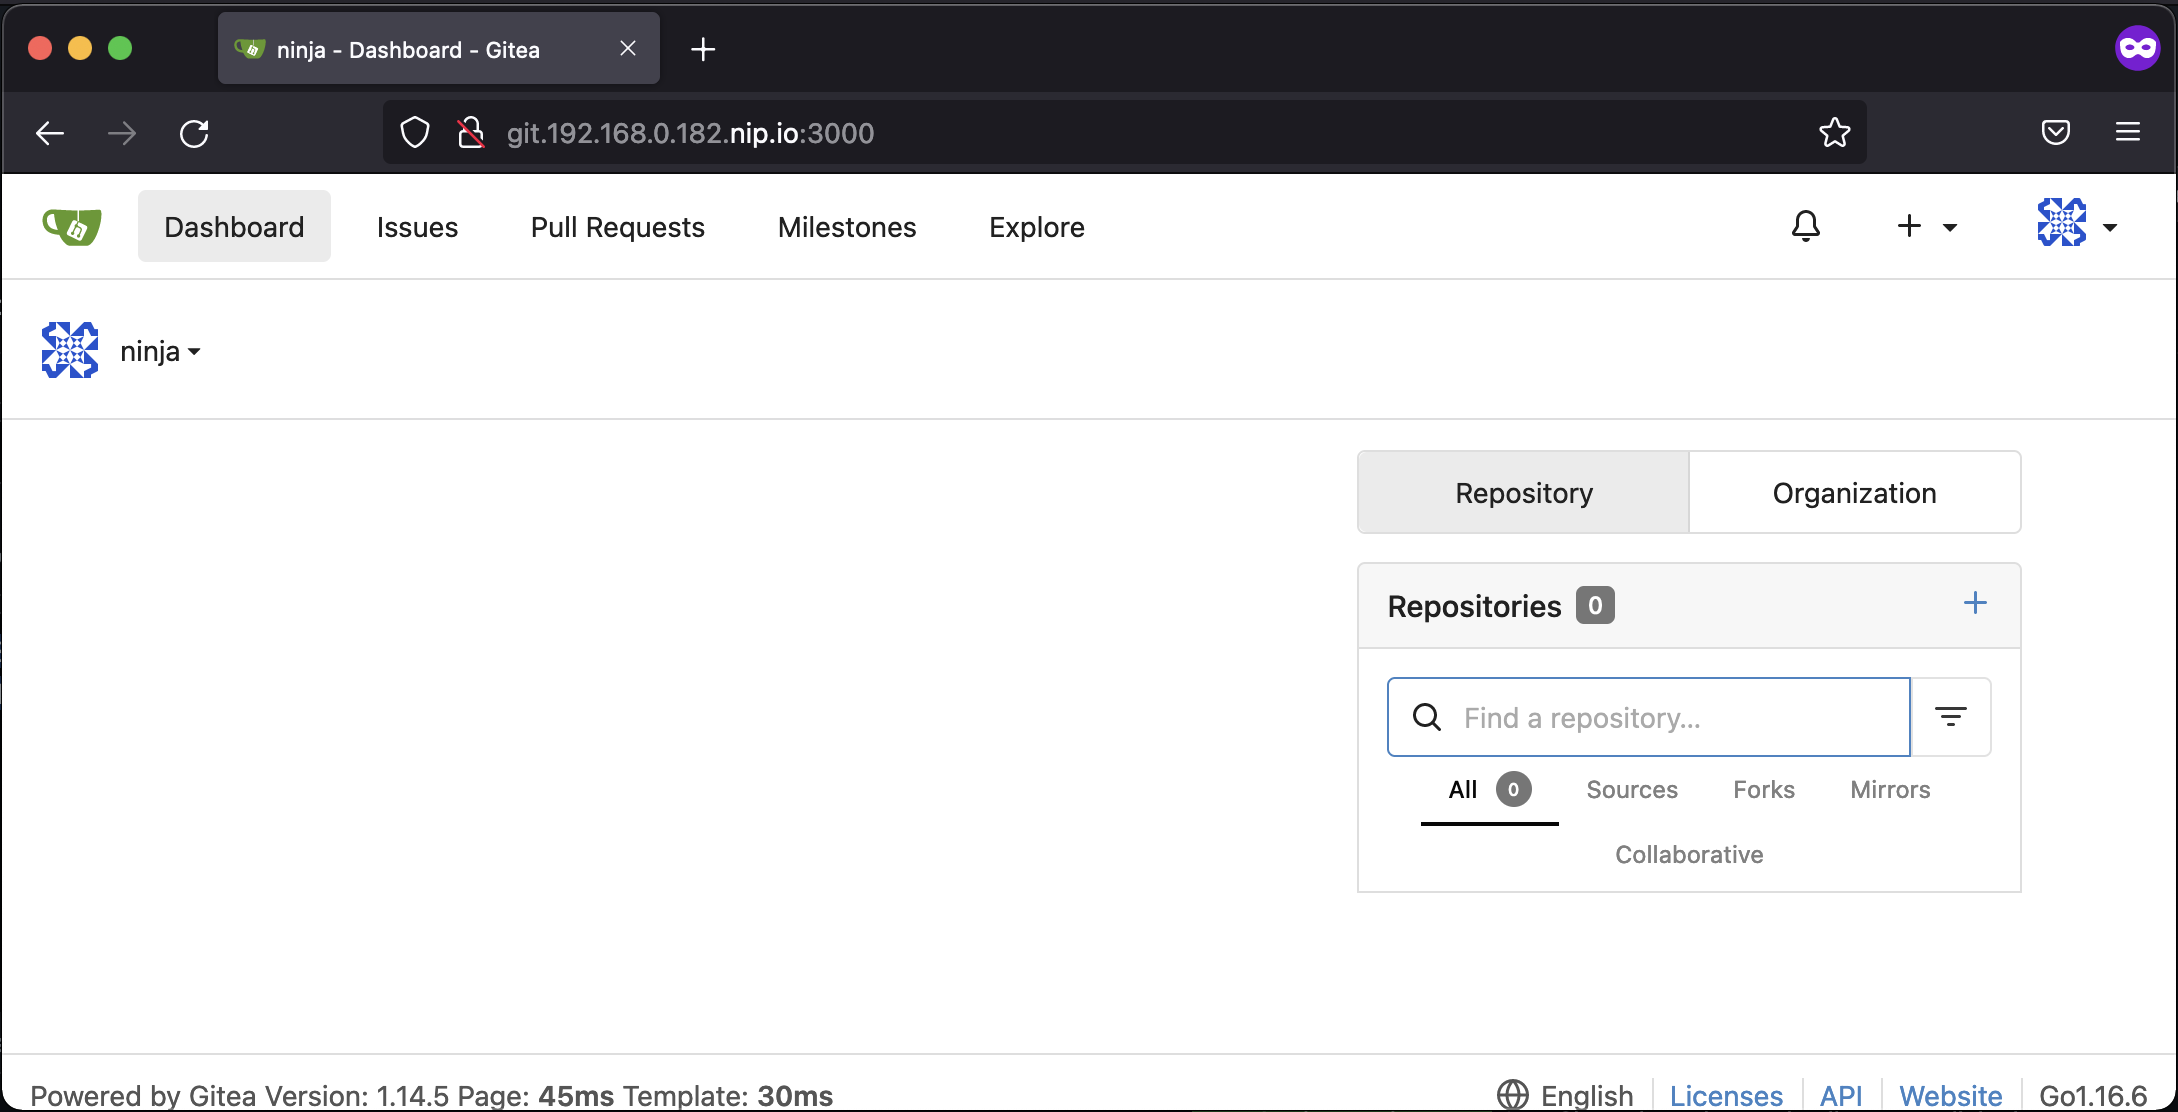 ninja - Dashboard - Gitea
git.192.168.0.182.nip.io:3000
Dashboard Issues Pull Requests Milestones Explore
ninja
Repository Organization
Repositories 0
Find a repository...
All 0 Sources Forks Mirrors
Collaborative
Powered by Gitea Version: 1.14.5 Page: 45ms Template: 30ms English Licenses API Website Go1.16.6